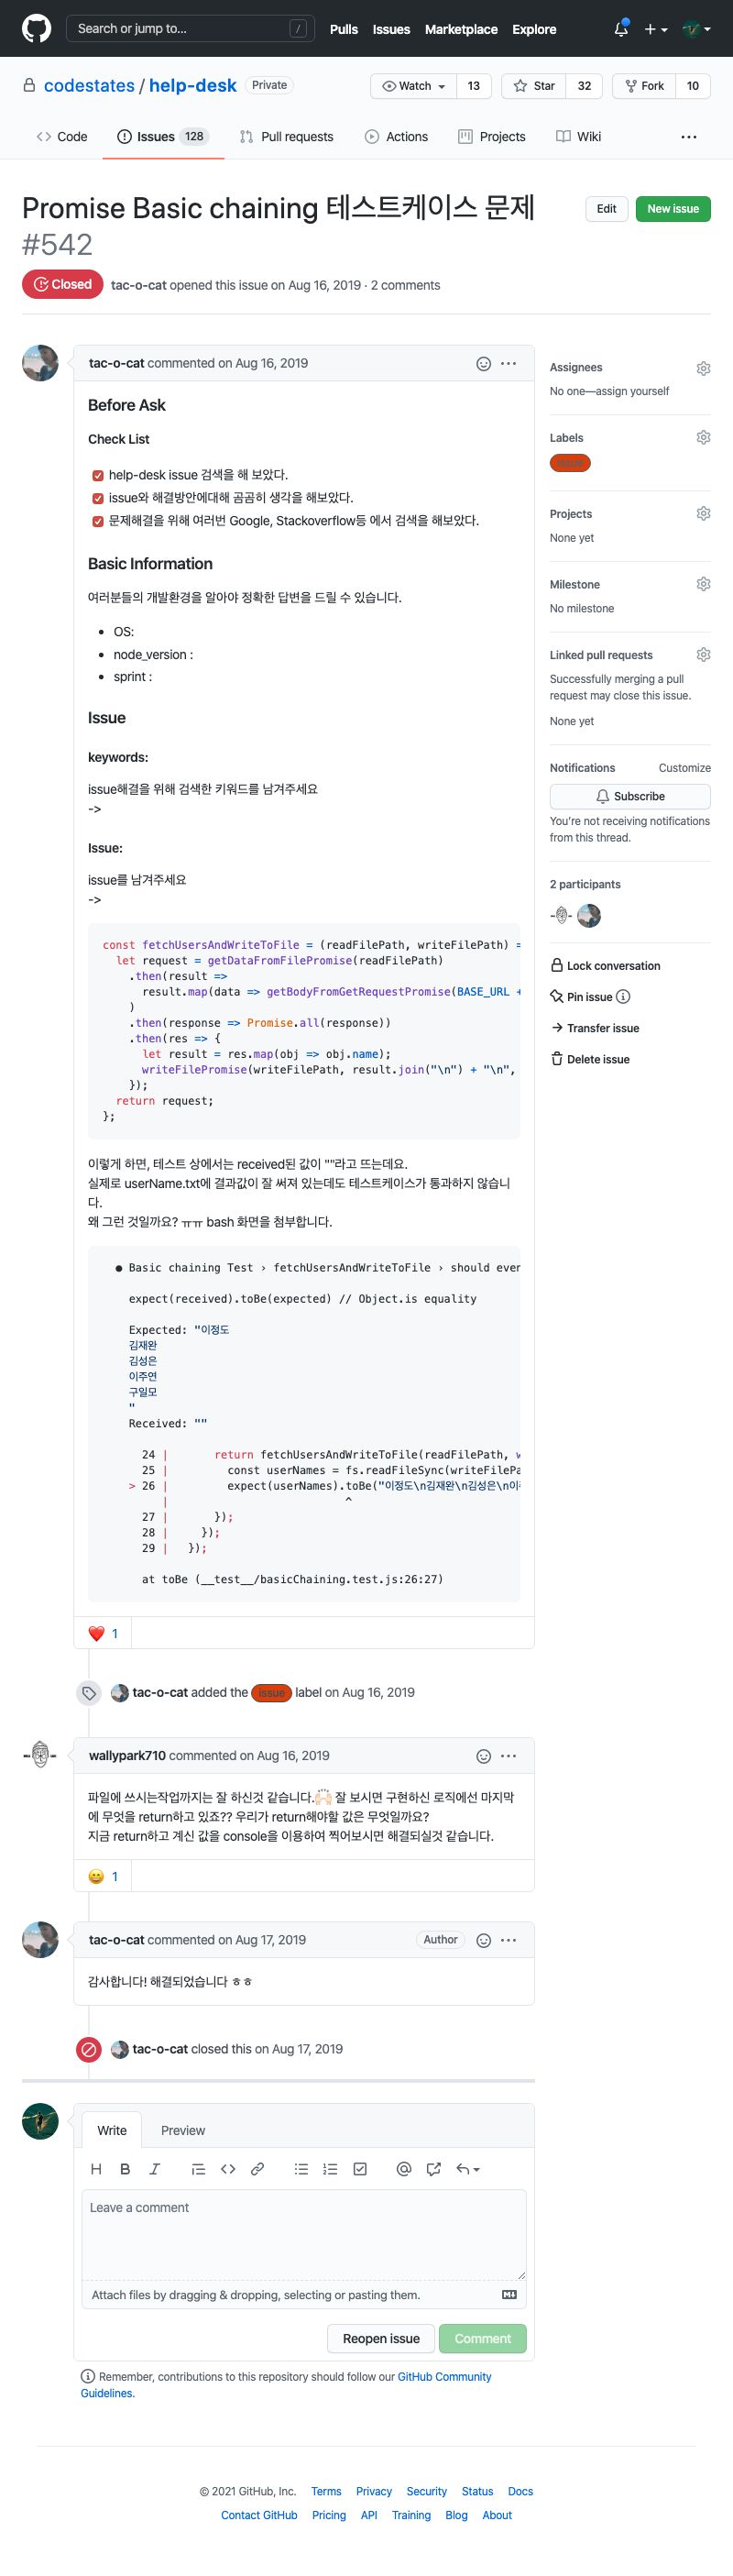 Search or jump to...
/
Pulls Issues Marketplace Explore
codestates / help-desk Private
Watch 13 Star 32 Fork 10
Code Issues 128 Pull requests Actions Projects Wiki
Promise Basic chaining 테스트케이스 문제
#542
Edit New issue
Closed tac-o-cat opened this issue on Aug 16, 2019 · 2 comments
tac-o-cat commented on Aug 16, 2019
Before Ask
Check List
help-desk issue 검색을 해 보았다.
issue와 해결방안에대해 곰곰히 생각을 해보았다.
문제해결을 위해 여러번 Google, Stackoverflow등 에서 검색을 해보았다.
Basic Information
여러분들의 개발환경을 알아야 정확한 답변을 드릴 수 있습니다.
• OS:
• node_version :
• sprint :
Issue
keywords:
issue해결을 위해 검색한 키워드를 남겨주세요
->
Issue:
issue를 남겨주세요
->
const fetchUsersAndWriteToFile = (readFilePath, writeFilePath) =
let request = getDataFromFilePromise(readFilePath)
.then(result =>
result.map(data => getBodyFromGetRequestPromise(BASE_URL +
)
.then(response => Promise.all(response))
.then(res => {
let result = res.map(obj => obj.name);
writeFilePromise(writeFilePath, result.join("\n") + "\n",
});
return request;
};
이렇게 하면, 테스트 상에서는 received된 값이 ""라고 뜨는데요.
실제로 userName.txt에 결과값이 잘 써져 있는데도 테스트케이스가 통과하지 않습니
다.
왜 그런 것일까요? ㅠㅠ bash 화면을 첨부합니다.
● Basic chaining Test › fetchUsersAndWriteToFile › should even
expect(received).toBe(expected) // Object.is equality
Expected: "이정도
김재완
김성은
이주연
구일모
"
Received: ""
24 | return fetchUsersAndWriteToFile(readFilePath, w
25 | const userNames = fs.readFileSync(writeFilePa
> 26 | expect(userNames).toBe("이정도\n김재완\n김성은\n이주
| ^
27 | });
28 | });
29 | });
at toBe (__test__/basicChaining.test.js:26:27)
1
tac-o-cat added the issue label on Aug 16, 2019
wallypark710 commented on Aug 16, 2019
파일에 쓰시는작업까지는 잘 하신것 같습니다.🙌🏻 잘 보시면 구현하신 로직에선 마지막
에 무엇을 return하고 있죠?? 우리가 return해야할 값은 무엇일까요?
지금 return하고 계신 값을 console을 이용하여 찍어보시면 해결되실것 같습니다.
1
tac-o-cat commented on Aug 17, 2019 Author
감사합니다! 해결되었습니다 ㅎㅎ
tac-o-cat closed this on Aug 17, 2019
Write Preview
Leave a comment
Attach files by dragging & dropping, selecting or pasting them.
Reopen issue Comment
Remember, contributions to this repository should follow our GitHub Community
Guidelines.
Assignees
No one—assign yourself
Labels
issue
Projects
None yet
Milestone
No milestone
Linked pull requests
Successfully merging a pull
request may close this issue.
None yet
Notifications Customize
Subscribe
You're not receiving notifications
from this thread.
2 participants
Lock conversation
Pin issue
Transfer issue
Delete issue
© 2021 GitHub, Inc. Terms Privacy Security Status Docs
Contact GitHub Pricing API Training Blog About